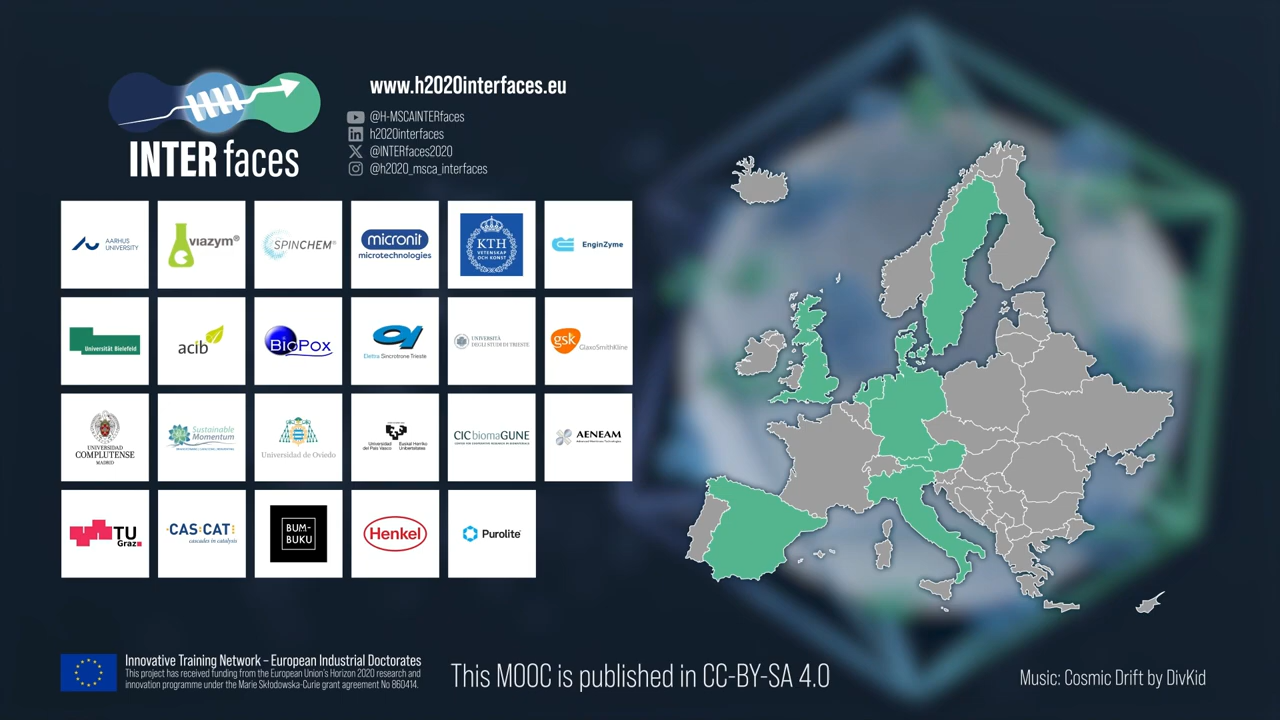 www.h2020interfaces.eu
@H-MSCAINTERfaces
h2020interfaces
@INTERfaces2020
@h2020_msca_interfaces
INTERfaces
AARHUS
UNIVERSITY
viazym®
SPINCHEM®
micronit
microtechnologies
KTH
VETENSKAP
OCH KONST
EnginZyme
Universität Bielefeld
acib
BioPox
Elettra Sincrotrone Trieste
UNIVERSITÀ
DEGLI STUDI DI TRIESTE
gsk
GlaxoSmithKline
UNIVERSIDAD
COMPLUTENSE
MADRID
Sustainable
Momentum
Universidad de Oviedo
Universidad
del País Vasco
Euskal Herriko
Unibertsitatea
CIC biomaGUNE
AENEAM
TU
Graz
CAS:CAT:
cascades in catalysis
BUM-
BUKU
Henkel
Purolite
Innovative Training Network – European Industrial Doctorates
This project has received funding from the European Union's Horizon 2020 research and
innovation programme under the Marie Skłodowska-Curie grant agreement No 860414.
This MOOC is published in CC-BY-SA 4.0
Music: Cosmic Drift by DivKid